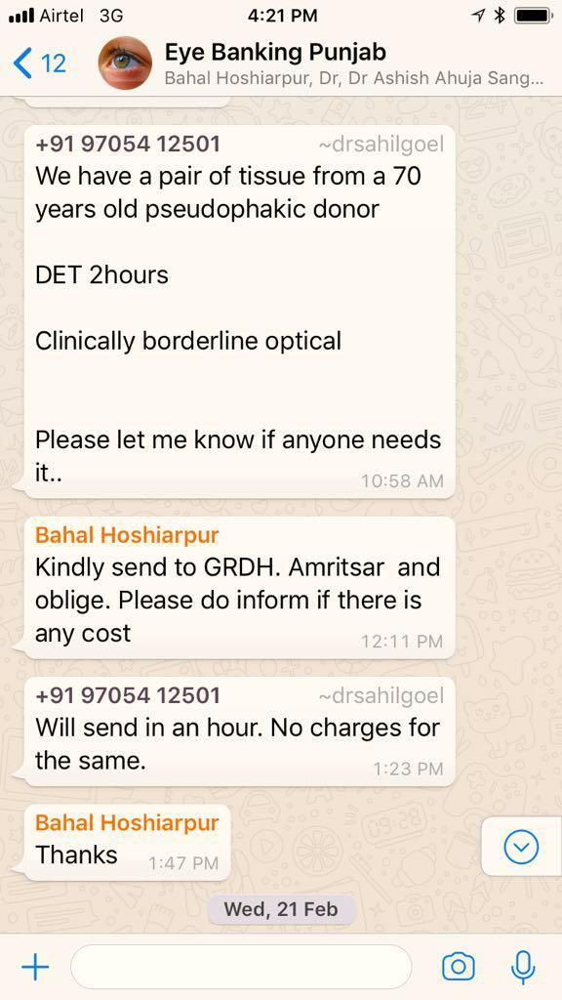 Airtel 3G 4:21 PM
12 Eye Banking Punjab
Bahal Hoshiarpur, Dr, Dr Ashish Ahuja Sang...
+91 97054 12501 ~drsahilgoel
We have a pair of tissue from a 70
years old pseudophakic donor
DET 2hours
Clinically borderline optical
Please let me know if anyone needs
it.. 10:58 AM
Bahal Hoshiarpur
Kindly send to GRDH. Amritsar and
oblige. Please do inform if there is
any cost 12:11 PM
+91 97054 12501 ~drsahilgoel
Will send in an hour. No charges for
the same. 1:23 PM
Bahal Hoshiarpur
Thanks 1:47 PM
Wed, 21 Feb